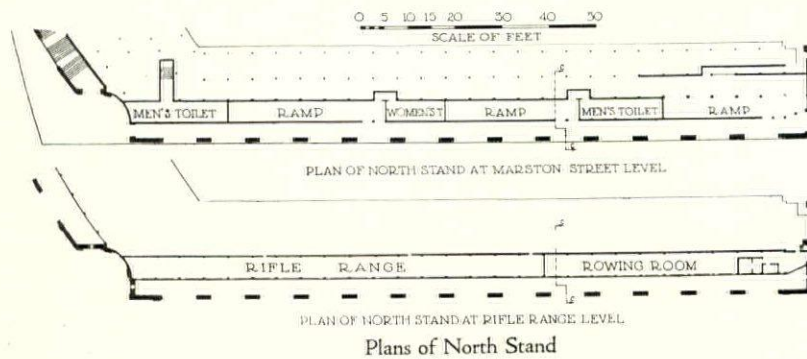 0 5 10 15 20 30 40 50
SCALE OF FEET
MEN'S TOILET RAMP WOMEN'S T RAMP MEN'S TOILET RAMP
PLAN OF NORTH STAND AT MARSTON STREET LEVEL
RIFLE RANGE ROWING ROOM
PLAN OF NORTH STAND AT RIFLE RANGE LEVEL
Plans of North Stand